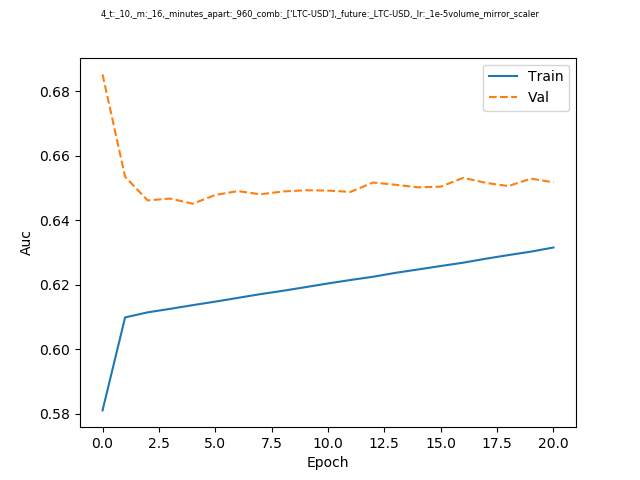 4_t:_10,_m:_16,_minutes_apart:_960_comb:_['LTC-USD'],_future:_LTC-USD,_lr:_1e-5volume_mirror_scaler
Train
Val
0.68
0.66
0.64
0.62
0.60
0.58
Auc
0.0 2.5 5.0 7.5 10.0 12.5 15.0 17.5 20.0
Epoch